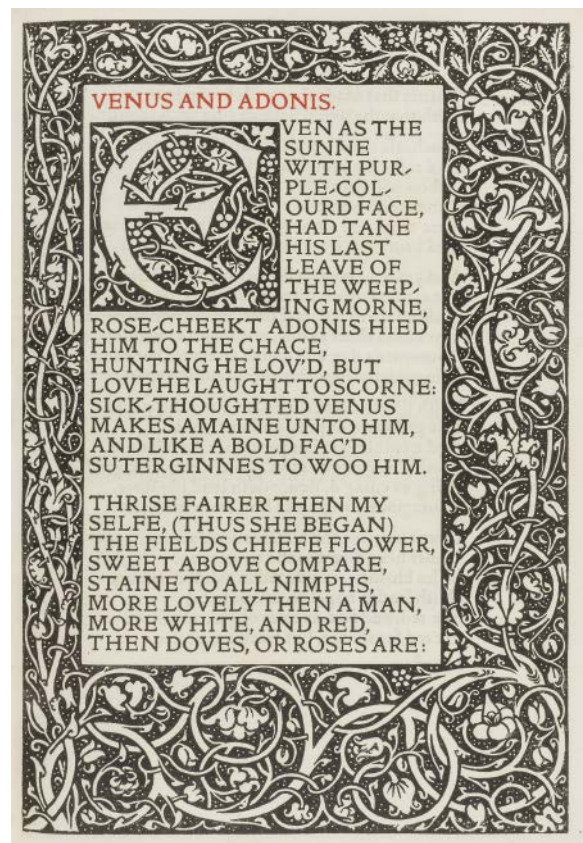 VENUS AND ADONIS.
EVEN AS THE
SUNNE
WITH PUR-
PLE-COL-
OURD FACE,
HAD TANE
HIS LAST
LEAVE OF
THE WEEP-
ING MORNE,
ROSE-CHEEKT ADONIS HIED
HIM TO THE CHACE,
HUNTING HE LOV'D, BUT
LOVE HE LAUGHT TO SCORNE:
SICK-THOUGHTED VENUS
MAKES AMAINE UNTO HIM,
AND LIKE A BOLD FAC'D
SUTER GINNES TO WOO HIM.
THRISE FAIRER THEN MY
SELFE, (THUS SHE BEGAN)
THE FIELDS CHIEFE FLOWER,
SWEET ABOVE COMPARE,
STAINE TO ALL NIMPHS,
MORE LOVELY THEN A MAN,
MORE WHITE, AND RED,
THEN DOVES, OR ROSES ARE: